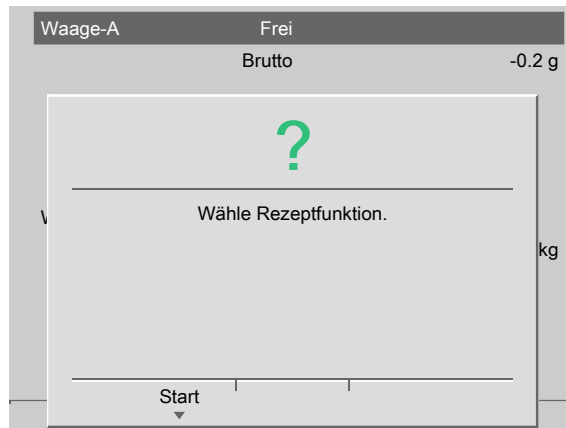 Waage-A Frei
Brutto -0.2 g
?
Wähle Rezeptfunktion.
kg
Start